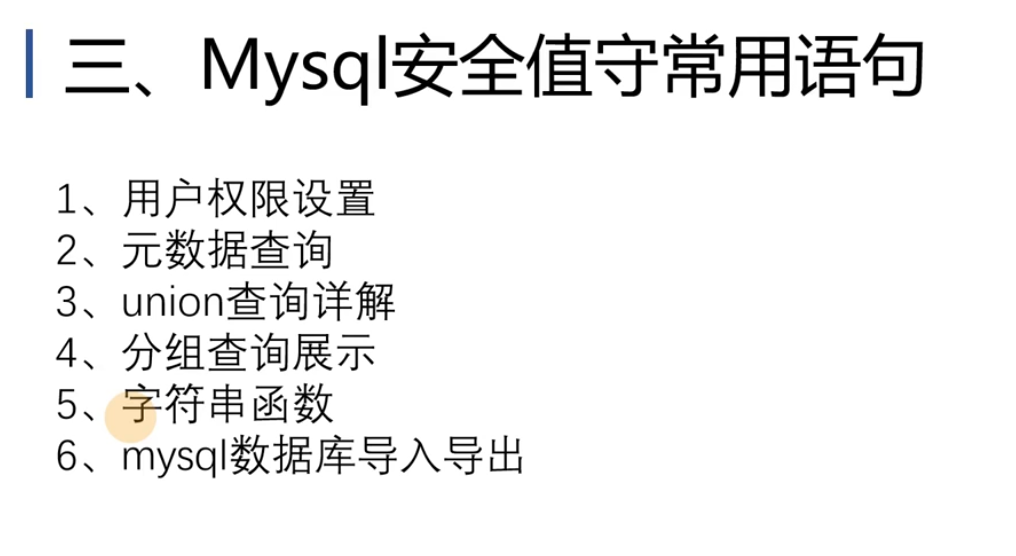 三、Mysql安全值守常用语句
1、用户权限设置
2、元数据查询
3、union查询详解
4、分组查询展示
5、字符串函数
6、mysql数据库导入导出